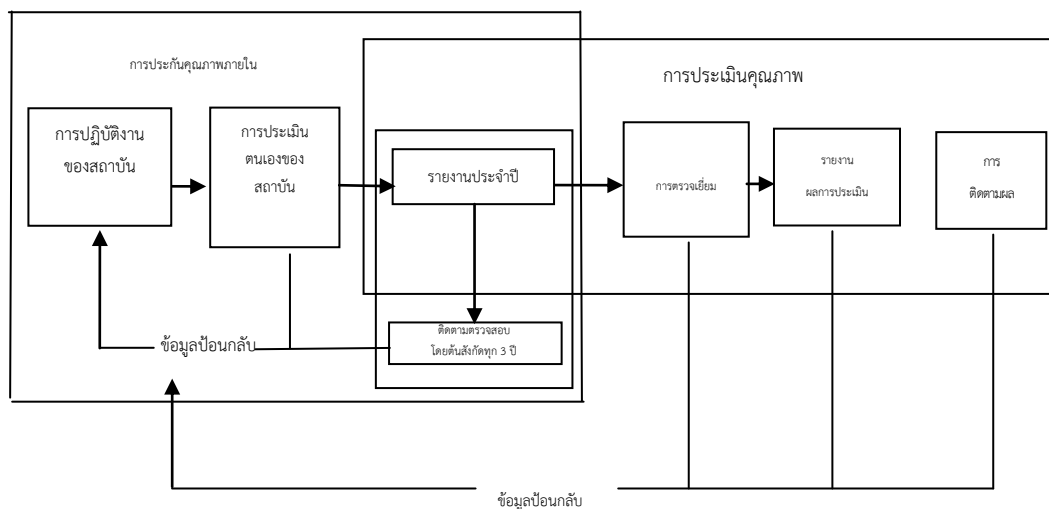 การประกันคุณภาพภายใน
การประเมินคุณภาพ
การปฏิบัติงาน
ของสถาบัน
การประเมิน
ตนเองของ
สถาบัน
รายงานประจำปี
การตรวจเยี่ยม
รายงาน
ผลการประเมิน
การ
ติดตามผล
ติดตามตรวจสอบ
โดยต้นสังกัดทุก 3 ปี
ข้อมูลป้อนกลับ
ข้อมูลป้อนกลับ